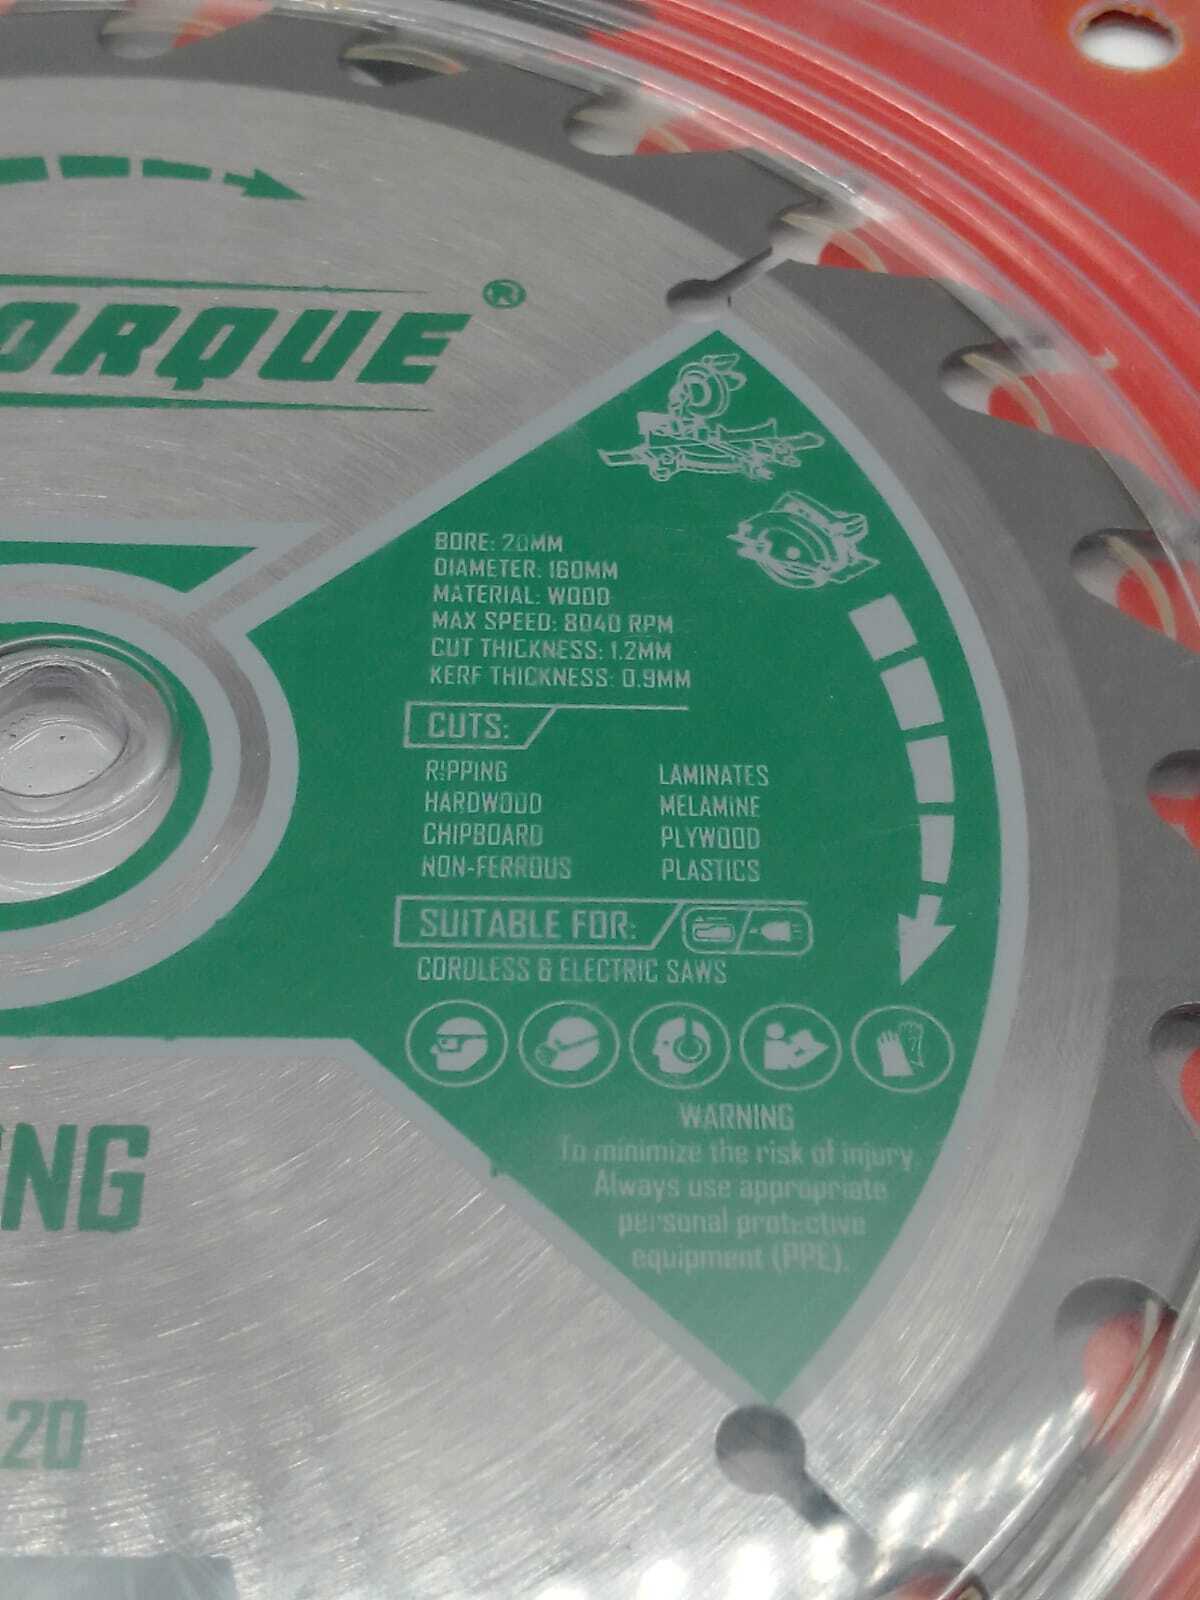 ORQUE®
BORE: 20MM
DIAMETER: 160MM
MATERIAL: WOOD
MAX SPEED: 8040 RPM
CUT THICKNESS: 1.2MM
KERF THICKNESS: 0.9MM
CUTS:
RIPPING LAMINATES
HARDWOOD MELAMINE
CHIPBOARD PLYWOOD
NON-FERROUS PLASTICS
SUITABLE FOR:
CORDLESS & ELECTRIC SAWS
WARNING
To minimize the risk of injury.
Always use appropriate
personal protective
equipment (PPE).
NG
20